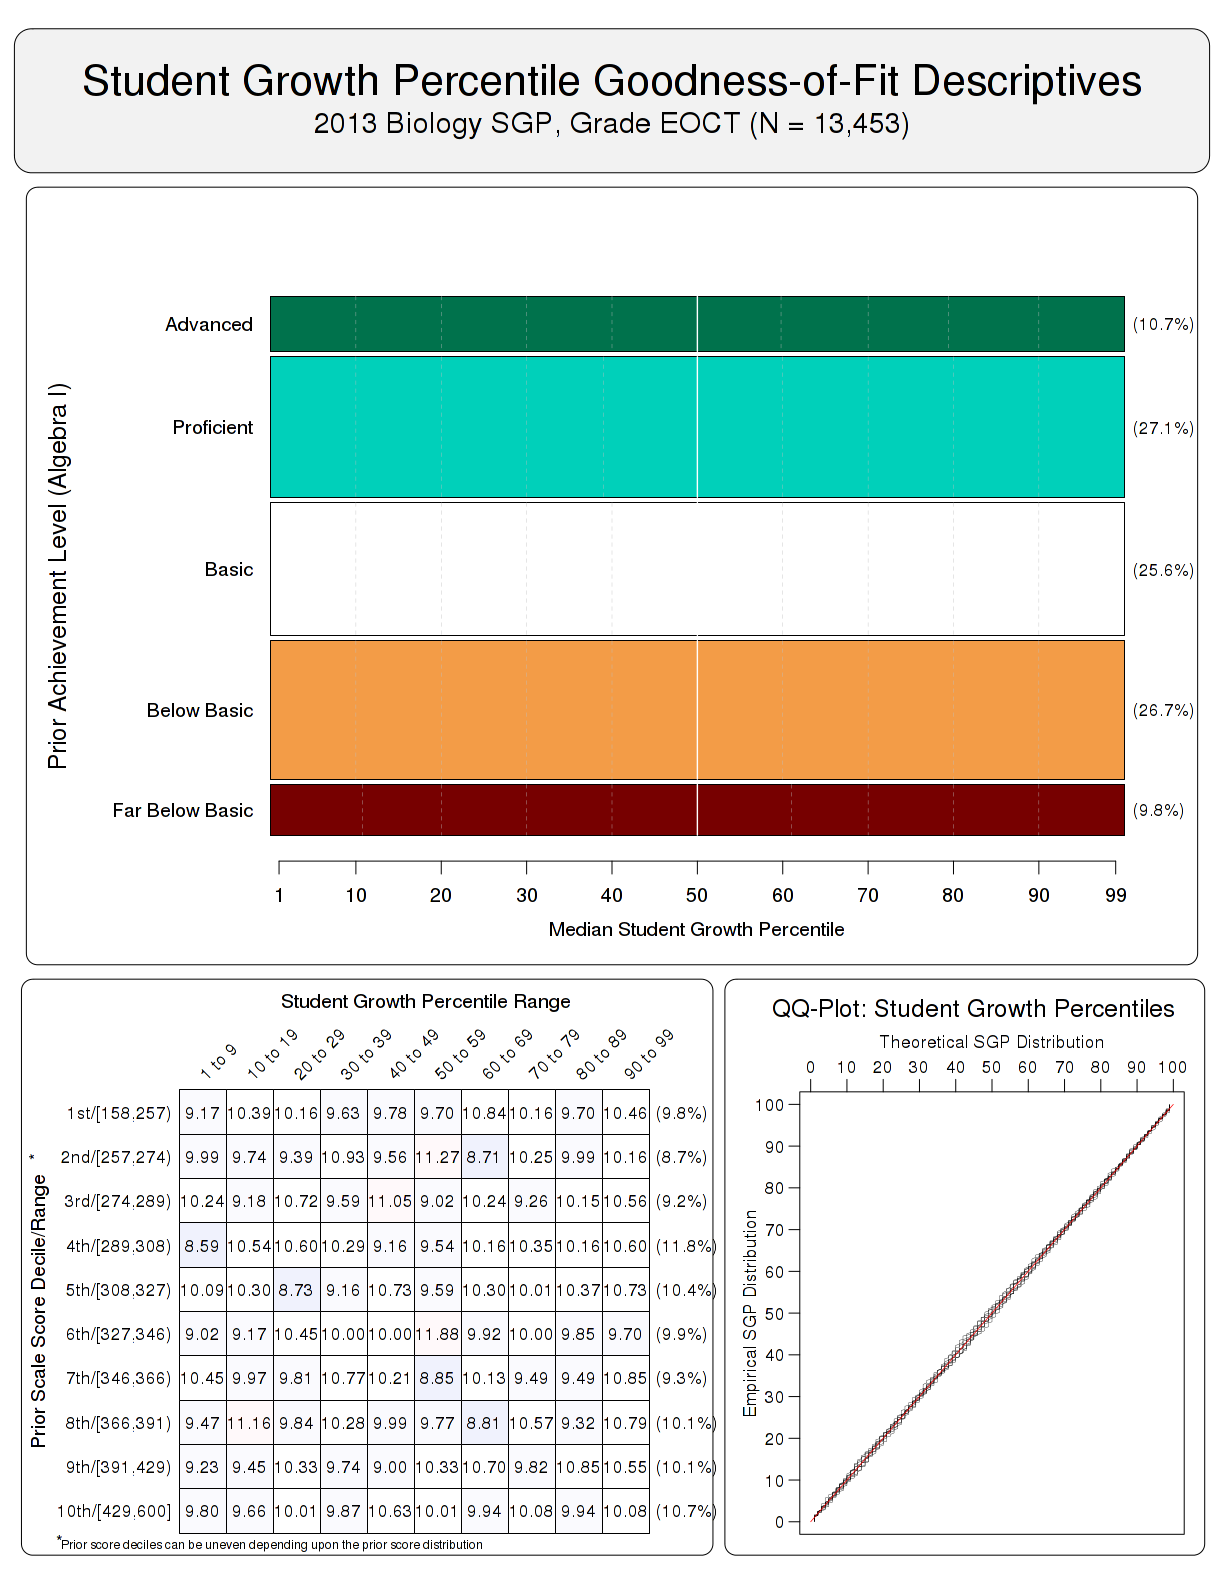 Student Growth Percentile Goodness-of-Fit Descriptives
2013 Biology SGP, Grade EOCT (N = 13,453)
Prior Achievement Level (Algebra I)
Advanced (10.7%)
Proficient (27.1%)
Basic (25.6%)
Below Basic (26.7%)
Far Below Basic (9.8%)
1 10 20 30 40 50 60 70 80 90 99
Median Student Growth Percentile
Student Growth Percentile Range
1 to 9 10 to 19 20 to 29 30 to 39 40 to 49 50 to 59 60 to 69 70 to 79 80 to 89 90 to 99
Prior Scale Score Decile/Range *
1st/[158,257) 9.17 10.39 10.16 9.63 9.78 9.70 10.84 10.16 9.70 10.46 (9.8%)
2nd/[257,274) 9.99 9.74 9.39 10.93 9.56 11.27 8.71 10.25 9.99 10.16 (8.7%)
3rd/[274,289) 10.24 9.18 10.72 9.59 11.05 9.02 10.24 9.26 10.15 10.56 (9.2%)
4th/[289,308) 8.59 10.54 10.60 10.29 9.16 9.54 10.16 10.35 10.16 10.60 (11.8%)
5th/[308,327) 10.09 10.30 8.73 9.16 10.73 9.59 10.30 10.01 10.37 10.73 (10.4%)
6th/[327,346) 9.02 9.17 10.45 10.00 10.00 11.88 9.92 10.00 9.85 9.70 (9.9%)
7th/[346,366) 10.45 9.97 9.81 10.77 10.21 8.85 10.13 9.49 9.49 10.85 (9.3%)
8th/[366,391) 9.47 11.16 9.84 10.28 9.99 9.77 8.81 10.57 9.32 10.79 (10.1%)
9th/[391,429) 9.23 9.45 10.33 9.74 9.00 10.33 10.70 9.82 10.85 10.55 (10.1%)
10th/[429,600] 9.80 9.66 10.01 9.87 10.63 10.01 9.94 10.08 9.94 10.08 (10.7%)
*Prior score deciles can be uneven depending upon the prior score distribution
QQ-Plot: Student Growth Percentiles
Theoretical SGP Distribution
0 10 20 30 40 50 60 70 80 90 100
Empirical SGP Distribution
100
90
80
70
60
50
40
30
20
10
0